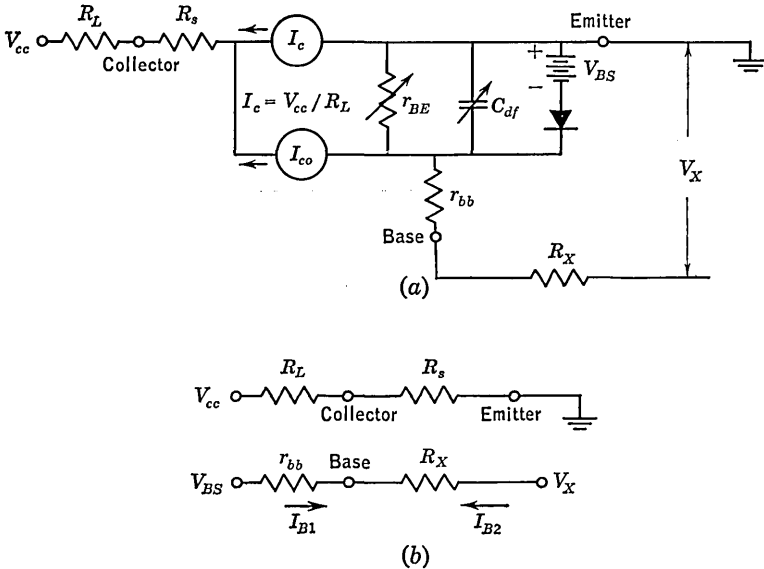 R_L
R_s
V_cc
Collector
I_c
Emitter
+
V_BS
−
I_c = V_cc / R_L
r_BE
C_df
I_co
V_X
r_bb
Base
R_X
(a)
R_L
R_s
V_cc
Collector
Emitter
r_bb
Base
R_X
V_BS
V_X
I_B1
I_B2
(b)